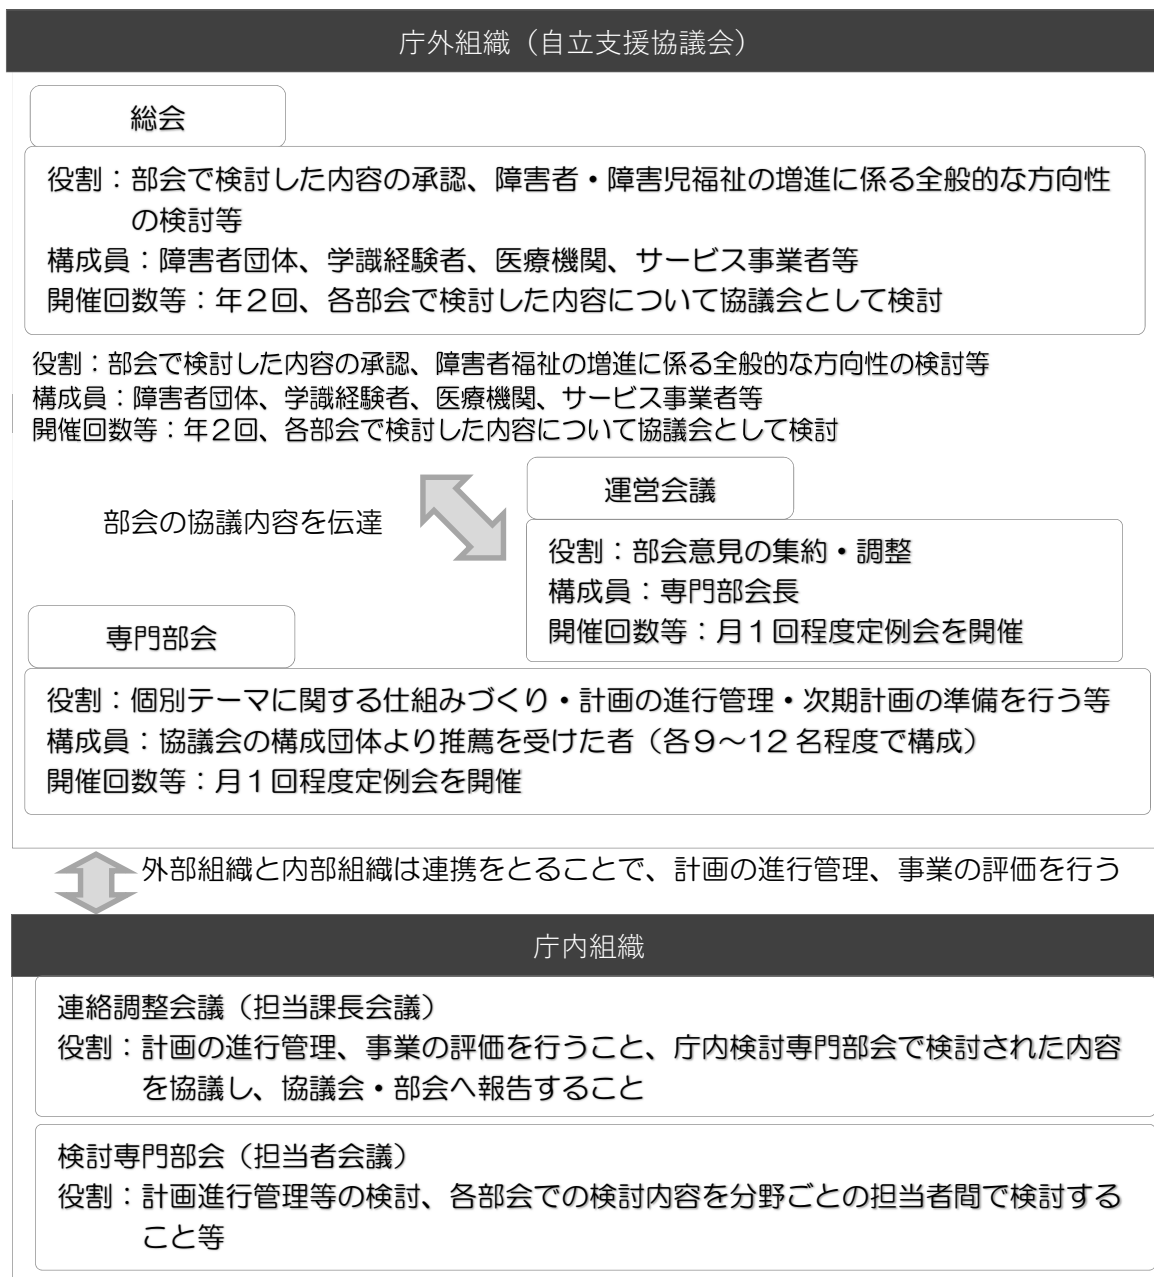 庁外組織（自立支援協議会）
総会
役割：部会で検討した内容の承認、障害者・障害児福祉の増進に係る全般的な方向性
の検討等
構成員：障害者団体、学識経験者、医療機関、サービス事業者等
開催回数等：年２回、各部会で検討した内容について協議会として検討
役割：部会で検討した内容の承認、障害者福祉の増進に係る全般的な方向性の検討等
構成員：障害者団体、学識経験者、医療機関、サービス事業者等
開催回数等：年２回、各部会で検討した内容について協議会として検討
部会の協議内容を伝達
運営会議
役割：部会意見の集約・調整
構成員：専門部会長
開催回数等：月１回程度定例会を開催
専門部会
役割：個別テーマに関する仕組みづくり・計画の進行管理・次期計画の準備を行う等
構成員：協議会の構成団体より推薦を受けた者（各９～12 名程度で構成）
開催回数等：月１回程度定例会を開催
外部組織と内部組織は連携をとることで、計画の進行管理、事業の評価を行う
庁内組織
連絡調整会議（担当課長会議）
役割：計画の進行管理、事業の評価を行うこと、庁内検討専門部会で検討された内容
を協議し、協議会・部会へ報告すること
検討専門部会（担当者会議）
役割：計画進行管理等の検討、各部会での検討内容を分野ごとの担当者間で検討する
こと等